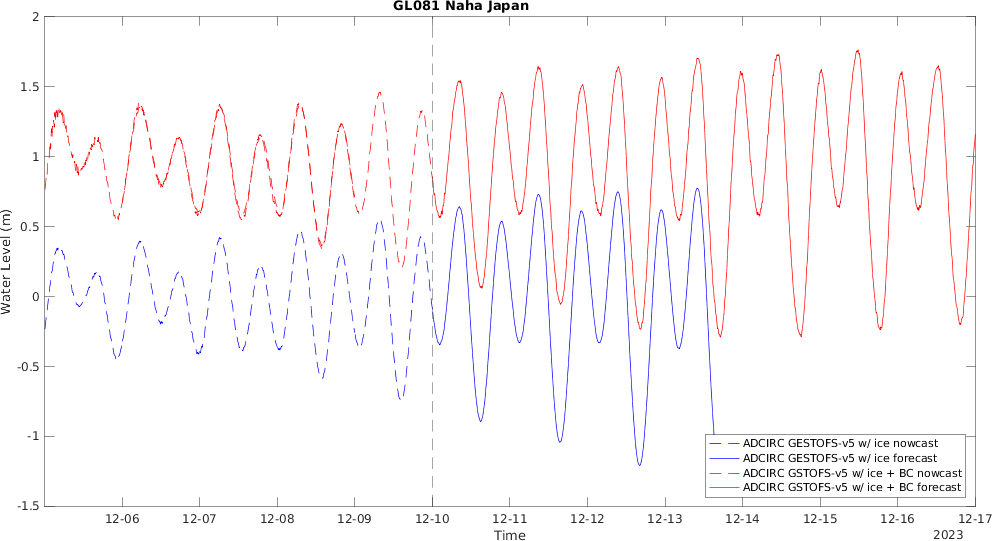 GL081 Naha Japan
2
1.5
1
0.5
0
-0.5
-1
-1.5
Water Level (m)
ADCIRC GESTOFS-v5 w/ ice nowcast
ADCIRC GESTOFS-v5 w/ ice forecast
ADCIRC GSTOFS-v5 w/ ice + BC nowcast
ADCIRC GSTOFS-v5 w/ ice + BC forecast
12-06 12-07 12-08 12-09 12-10 12-11 12-12 12-13 12-14 12-15 12-16 12-17
Time
2023